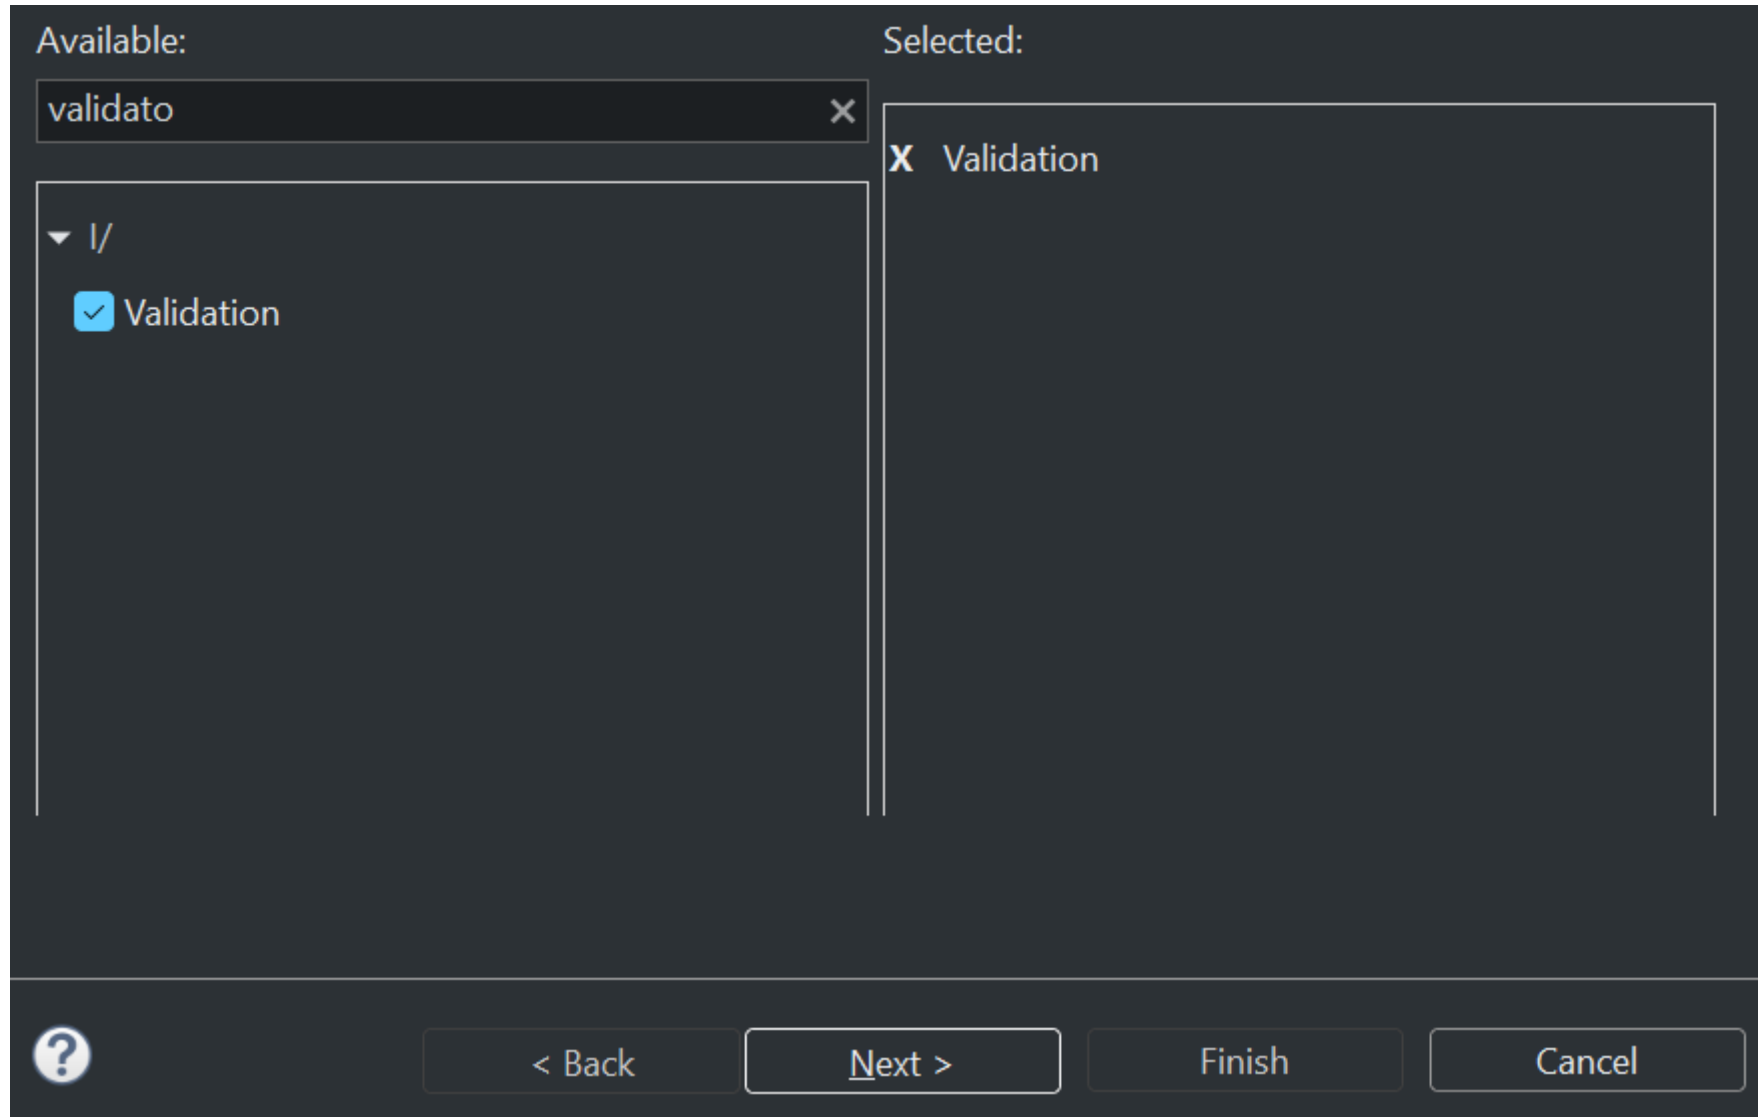 Available:
validato
I/
Validation
Selected:
X Validation
< Back
Next >
Finish
Cancel